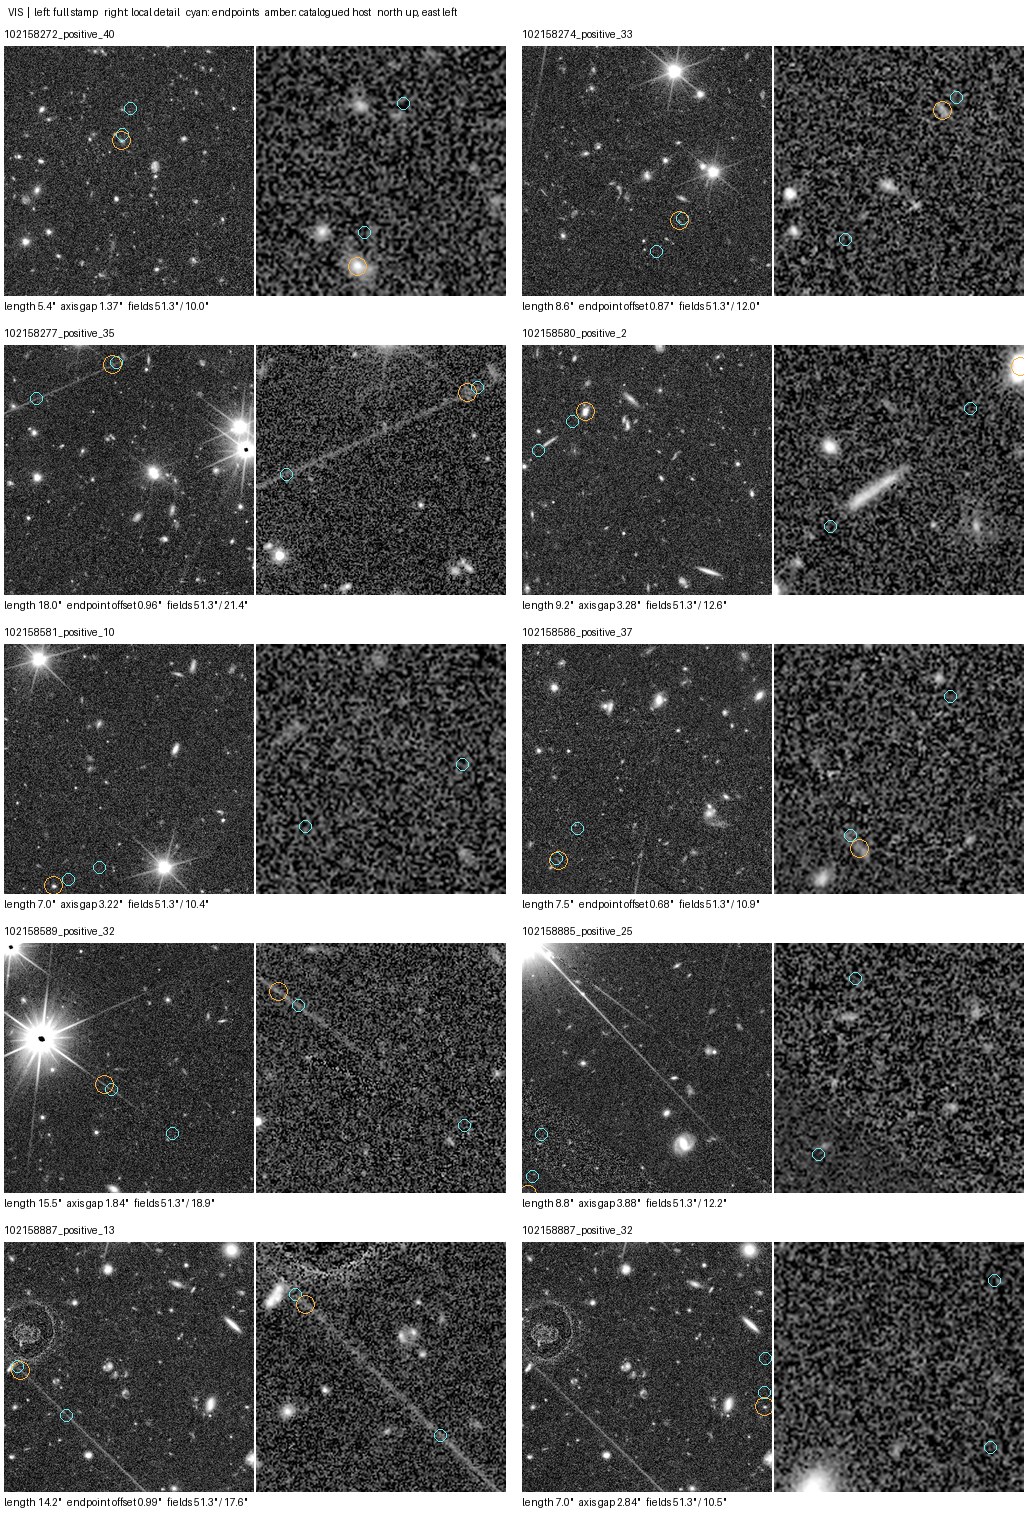 VIS | left: full stamp right: local detail cyan: endpoints amber: catalogued host north up, east left
102158272_positive_40
102158274_positive_33
length 5.4" axis gap 1.37" fields 51.3" / 10.0"
length 8.6" endpoint offset 0.87" fields 51.3" / 12.0"
102158277_positive_35
102158580_positive_2
length 18.0" endpoint offset 0.96" fields 51.3" / 21.4"
length 9.2" axis gap 3.28" fields 51.3" / 12.6"
102158581_positive_10
102158586_positive_37
length 7.0" axis gap 3.22" fields 51.3" / 10.4"
length 7.5" endpoint offset 0.68" fields 51.3" / 10.9"
102158589_positive_32
102158885_positive_25
length 15.5" axis gap 1.84" fields 51.3" / 18.9"
length 8.8" axis gap 3.88" fields 51.3" / 12.2"
102158887_positive_13
102158887_positive_32
length 14.2" endpoint offset 0.99" fields 51.3" / 17.6"
length 7.0" axis gap 2.84" fields 51.3" / 10.5"